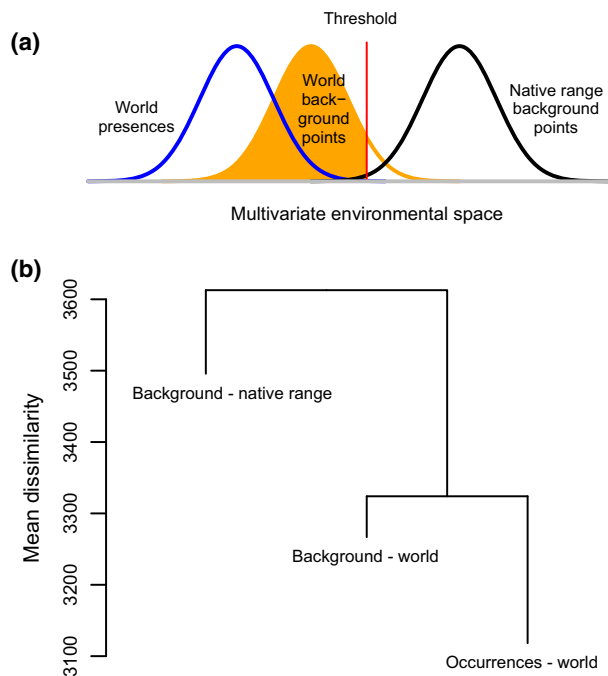 (a)
Threshold
World
presences
World
back−
ground
points
Native range
background
points
Multivariate environmental space
(b)
3600
3500
3400
3300
3200
3100
Mean dissimilarity
Background - native range
Background - world
Occurrences - world